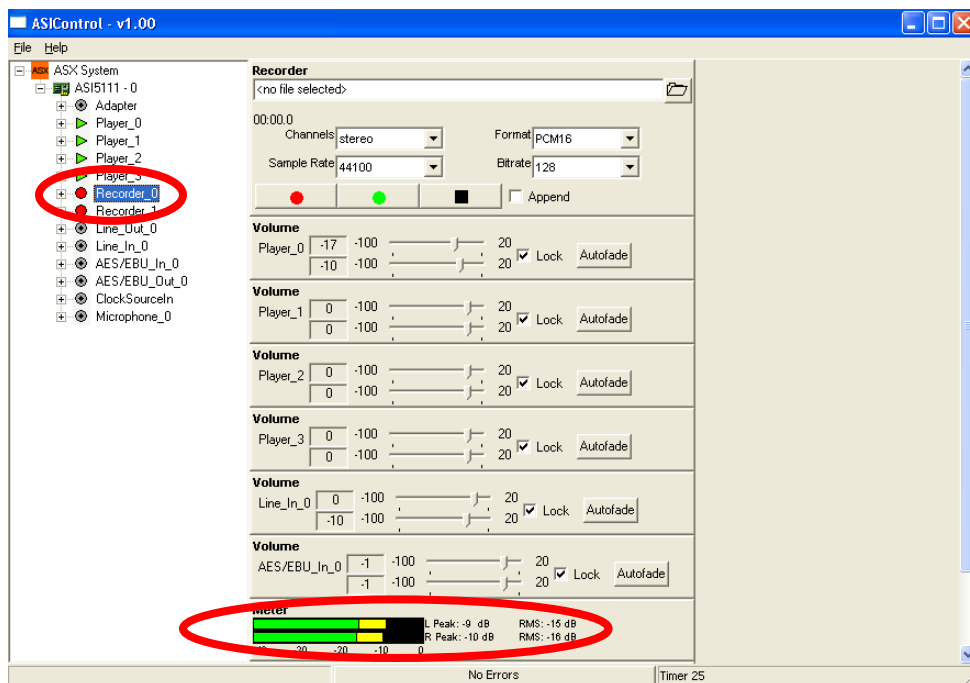 ASIControl - v1.00
File Help
ASX ASX System
ASI5111 - 0
Adapter
Player_0
Player_1
Player_2
Player_3
Recorder_0
Recorder_1
Line_Out_0
Line_In_0
AES/EBU_In_0
AES/EBU_Out_0
ClockSourceIn
Microphone_0
Recorder
<no file selected>
00:00.0
Channels stereo Format PCM16
Sample Rate 44100 Bitrate 128
Append
Volume
Player_0 -17 -100 20 Lock Autofade
-10 -100 20
Volume
Player_1 0 -100 20 Lock Autofade
0 -100 20
Volume
Player_2 0 -100 20 Lock Autofade
0 -100 20
Volume
Player_3 0 -100 20 Lock Autofade
0 -100 20
Volume
Line_In_0 0 -100 20 Lock Autofade
-10 -100 20
Volume
AES/EBU_In_0 -1 -100 20 Lock Autofade
-1 -100 20
Meter
L Peak: -9 dB RMS: -15 dB
R Peak: -10 dB RMS: -16 dB
-20 -10 0
No Errors Timer 25